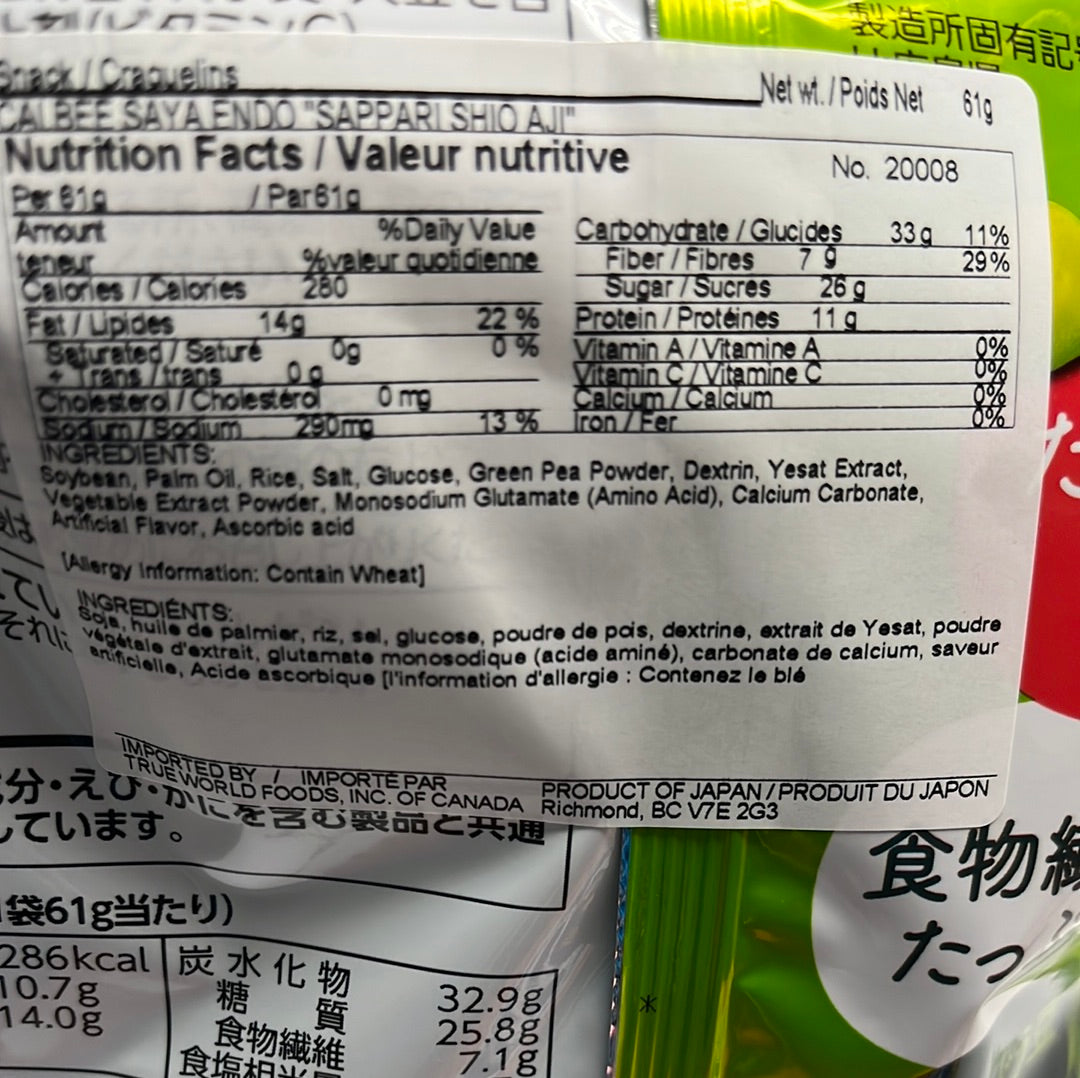 製造所固有記
Snack / Craquelins
Net wt. / Poids Net 61g
CALBEE SAYA ENDO "SAPPARI SHIO AJI"
Nutrition Facts / Valeur nutritive
No. 20008
Per 61g / Par61g
Amount %Daily Value
teneur %valeur quotidienne
Calories / Calories 280
Fat / Lipides 14g 22 %
Saturated / Saturé 0g 0 %
+ Trans / trans 0g
Cholesterol / Cholestérol 0 mg
Sodium / Sodium 290mg 13 %
Carbohydrate / Glucides 33 g 11%
Fiber / Fibres 7 g 29%
Sugar / Sucres 26 g
Protein / Protéines 11 g
Vitamin A / Vitamine A 0%
Vitamin C / Vitamine C 0%
Calcium / Calcium 0%
Iron / Fer 0%
INGREDIENTS:
Soybean, Palm Oil, Rice, Salt, Glucose, Green Pea Powder, Dextrin, Yesat Extract,
Vegetable Extract Powder, Monosodium Glutamate (Amino Acid), Calcium Carbonate,
Artificial Flavor, Ascorbic acid
[Allergy Information: Contain Wheat]
INGREDIÉNTS:
Soja, huile de palmier, riz, sel, glucose, poudre de pois, dextrine, extrait de Yesat, poudre
végétale d'extrait, glutamate monosodique (acide aminé), carbonate de calcium, saveur
artificielle, Acide ascorbique [l'information d'allergie : Contenez le blé
IMPORTED BY / IMPORTÉ PAR
TRUE WORLD FOODS, INC. OF CANADA
PRODUCT OF JAPAN / PRODUIT DU JAPON
Richmond, BC V7E 2G3
分・えび・かにを含む製品と共通
しています。
袋61g当たり)
286kcal
10.7g
14.0g
炭水化物 32.9g
糖質 25.8g
食物繊維 7.1g
食塩相当量
食物繊
たっ